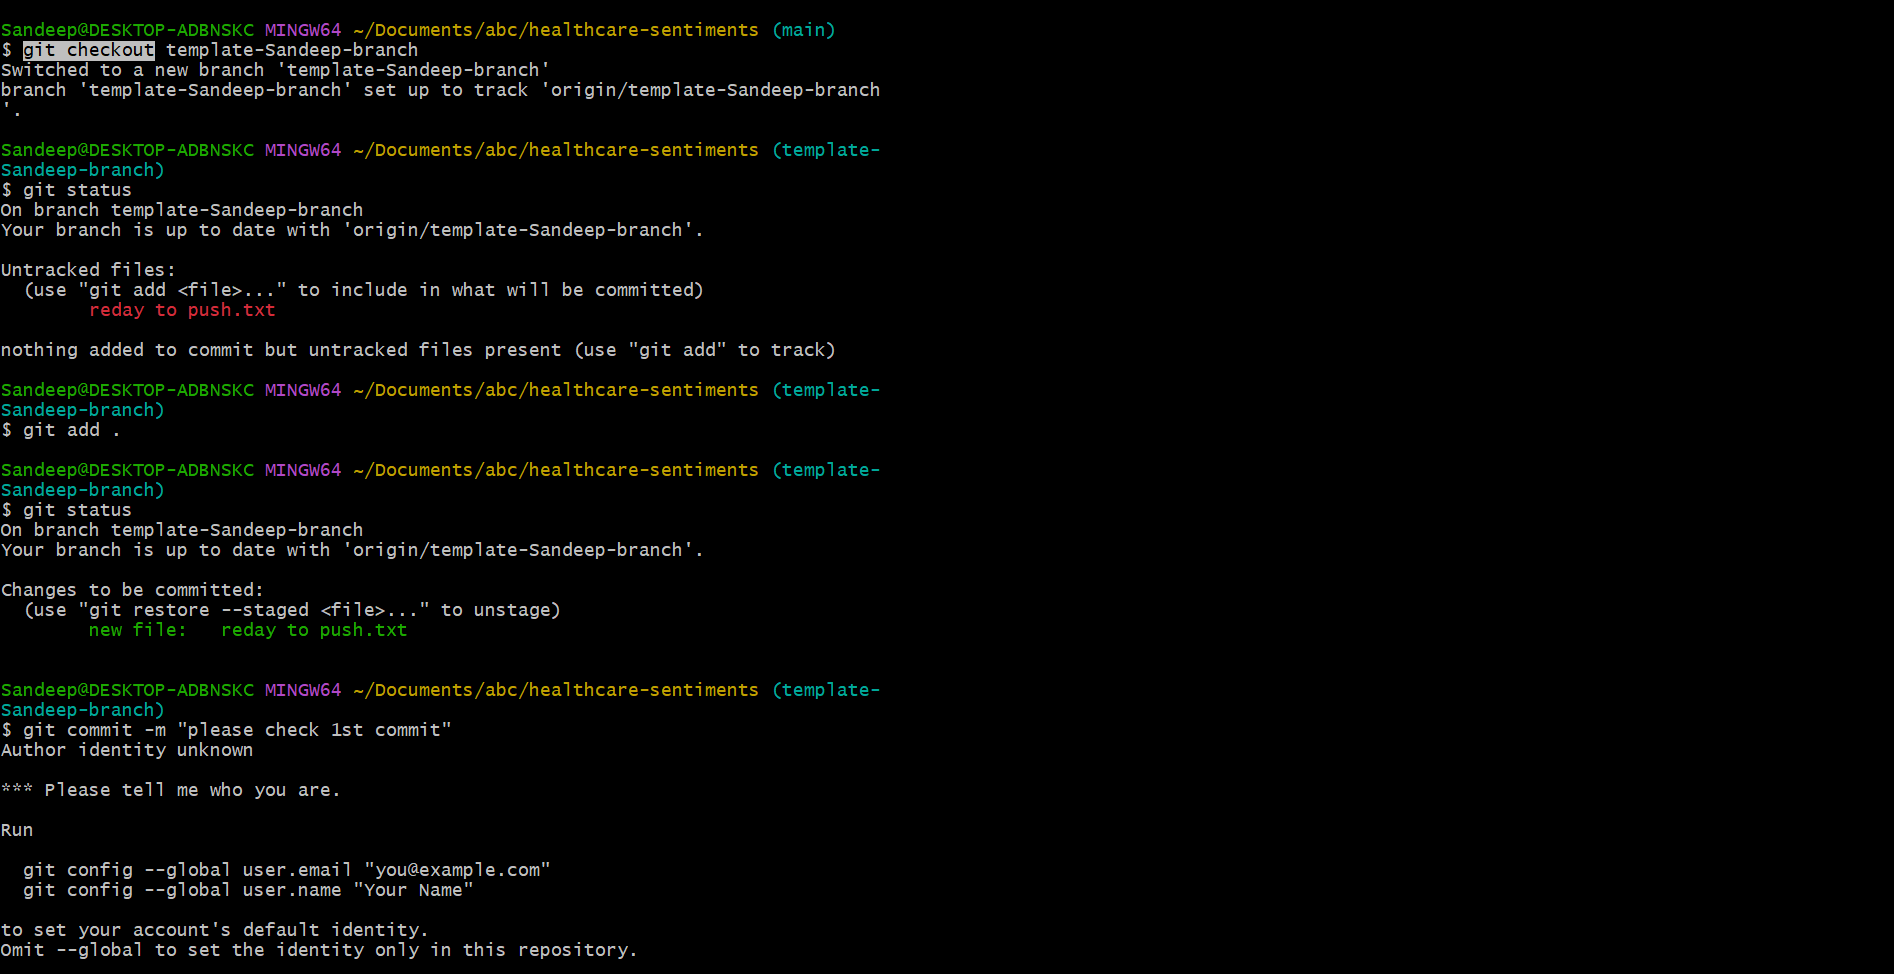 Sandeep@DESKTOP-ADBNSKC MINGW64 ~/Documents/abc/healthcare-sentiments (main)
$ git checkout template-Sandeep-branch
Switched to a new branch 'template-Sandeep-branch'
branch 'template-Sandeep-branch' set up to track 'origin/template-Sandeep-branch
'.
Sandeep@DESKTOP-ADBNSKC MINGW64 ~/Documents/abc/healthcare-sentiments (template-
Sandeep-branch)
$ git status
On branch template-Sandeep-branch
Your branch is up to date with 'origin/template-Sandeep-branch'.
Untracked files:
  (use "git add <file>..." to include in what will be committed)
        reday to push.txt
nothing added to commit but untracked files present (use "git add" to track)
Sandeep@DESKTOP-ADBNSKC MINGW64 ~/Documents/abc/healthcare-sentiments (template-
Sandeep-branch)
$ git add .
Sandeep@DESKTOP-ADBNSKC MINGW64 ~/Documents/abc/healthcare-sentiments (template-
Sandeep-branch)
$ git status
On branch template-Sandeep-branch
Your branch is up to date with 'origin/template-Sandeep-branch'.
Changes to be committed:
  (use "git restore --staged <file>..." to unstage)
        new file:   reday to push.txt
Sandeep@DESKTOP-ADBNSKC MINGW64 ~/Documents/abc/healthcare-sentiments (template-
Sandeep-branch)
$ git commit -m "please check 1st commit"
Author identity unknown
*** Please tell me who you are.
Run
  git config --global user.email "you@example.com"
  git config --global user.name "Your Name"
to set your account's default identity.
Omit --global to set the identity only in this repository.